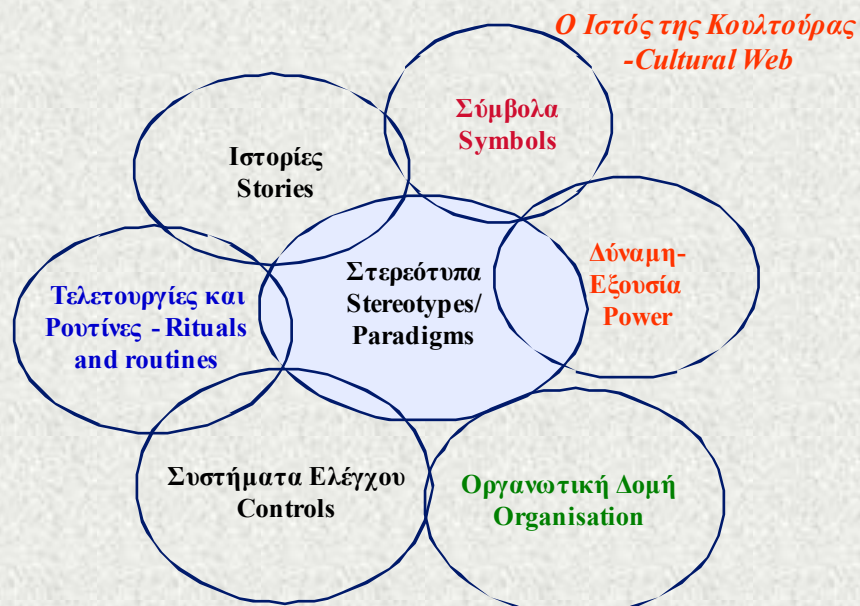 Ο Ιστός της Κουλτούρας
-Cultural Web
Σύμβολα
Symbols
Ιστορίες
Stories
Στερεότυπα
Stereotypes/
Paradigms
Δύναμη-
Εξουσία
Power
Τελετουργίες και
Ρουτίνες - Rituals
and routines
Συστήματα Ελέγχου
Controls
Οργανωτική Δομή
Organisation